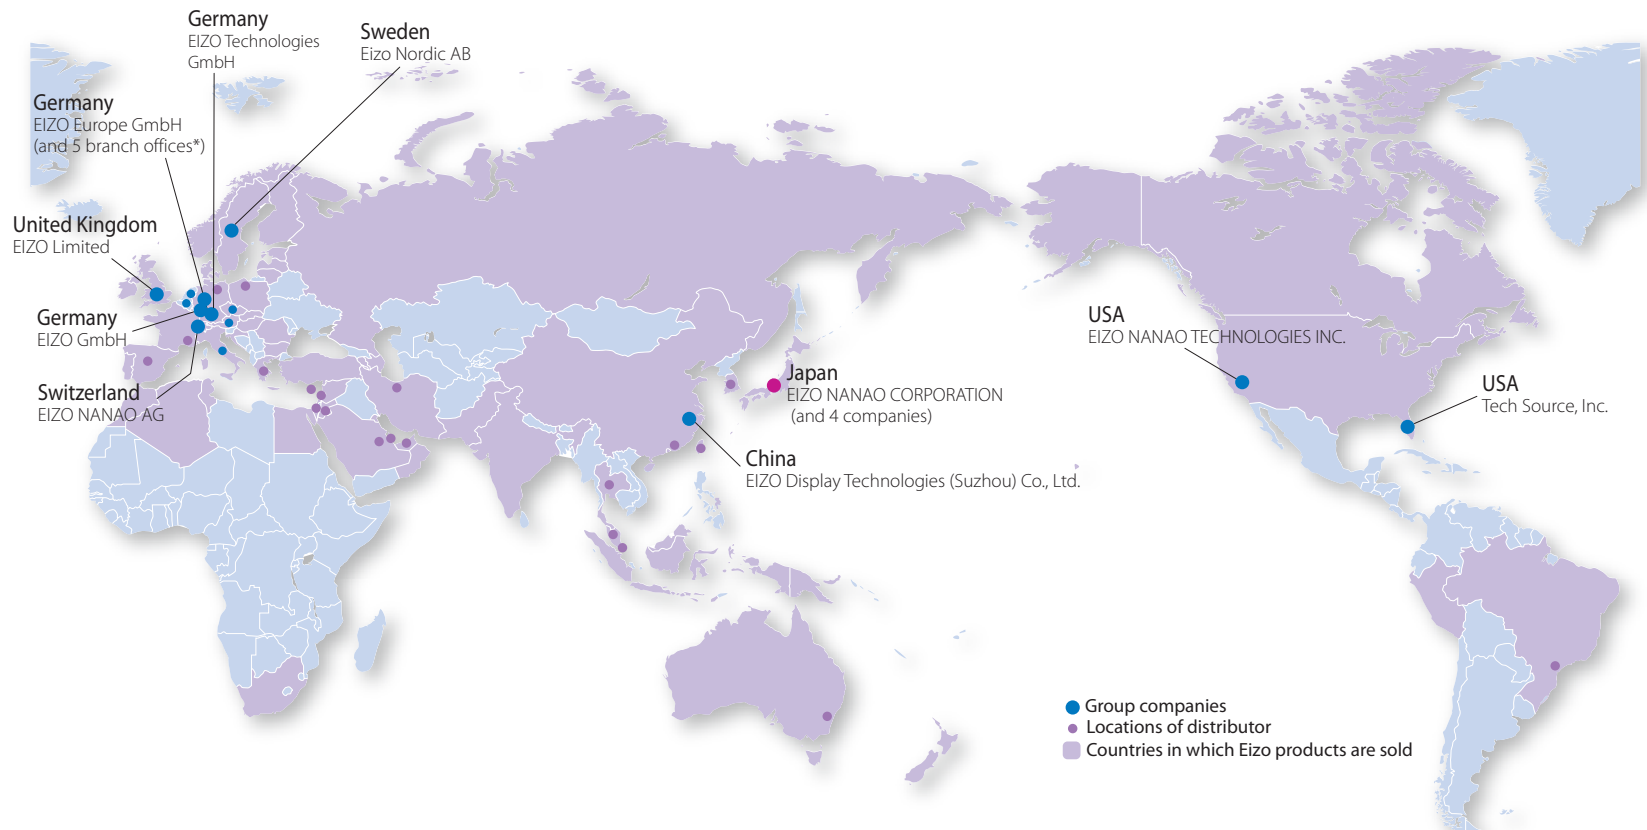 Germany
EIZO Technologies
GmbH
Sweden
Eizo Nordic AB
Germany
EIZO Europe GmbH
(and 5 branch offices*)
United Kingdom
EIZO Limited
Germany
EIZO GmbH
Switzerland
EIZO NANAO AG
Japan
EIZO NANAO CORPORATION
(and 4 companies)
China
EIZO Display Technologies (Suzhou) Co., Ltd.
USA
EIZO NANAO TECHNOLOGIES INC.
USA
Tech Source, Inc.
Group companies
Locations of distributor
Countries in which Eizo products are sold